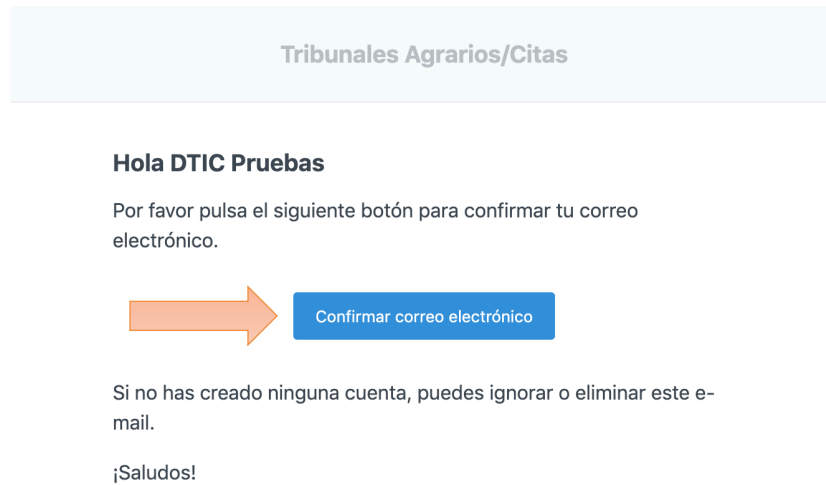 Tribunales Agrarios/Citas
Hola DTIC Pruebas
Por favor pulsa el siguiente botón para confirmar tu correo
electrónico.
Confirmar correo electrónico
Si no has creado ninguna cuenta, puedes ignorar o eliminar este e-
mail.
¡Saludos!